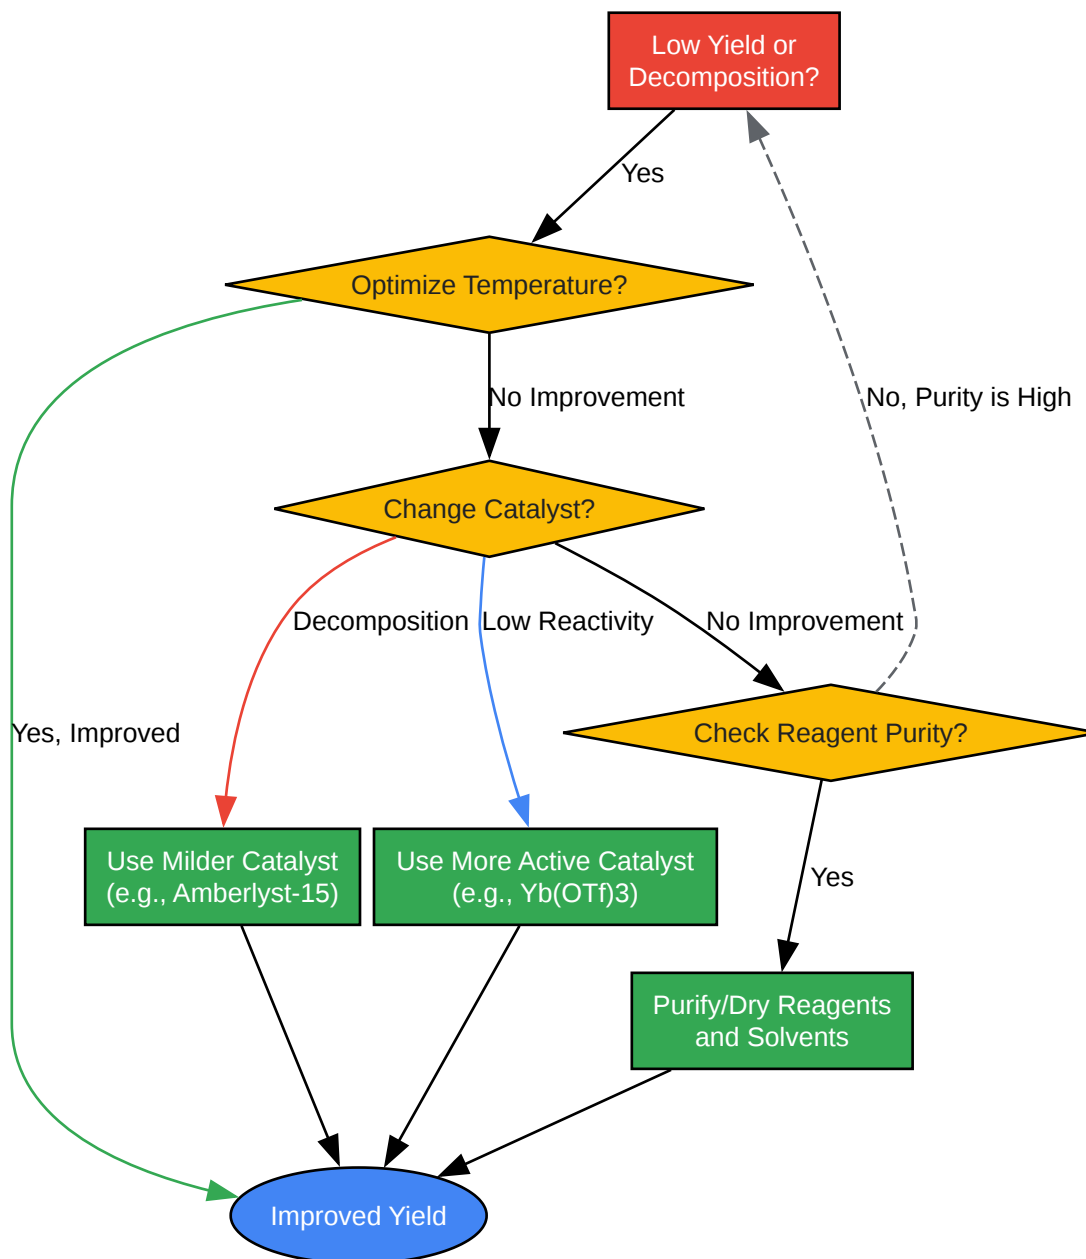 Low Yield or
Decomposition?
Yes
Optimize Temperature?
No Improvement
No, Purity is High
Change Catalyst?
Decomposition
Low Reactivity
No Improvement
Yes, Improved
Check Reagent Purity?
Use Milder Catalyst
(e.g., Amberlyst-15)
Use More Active Catalyst
(e.g., Yb(OTf)3)
Yes
Purify/Dry Reagents
and Solvents
Improved Yield